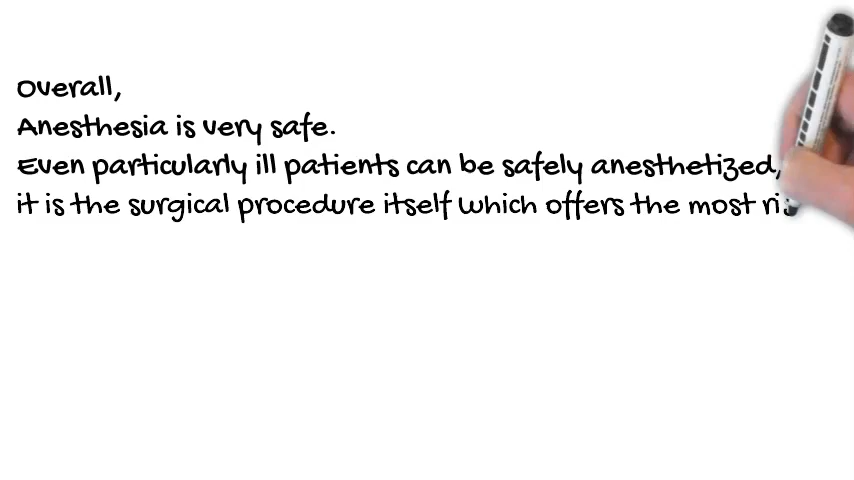 Overall,
Anesthesia is very safe.
Even particularly ill patients can be safely anesthetized,
it is the surgical procedure itself which offers the most